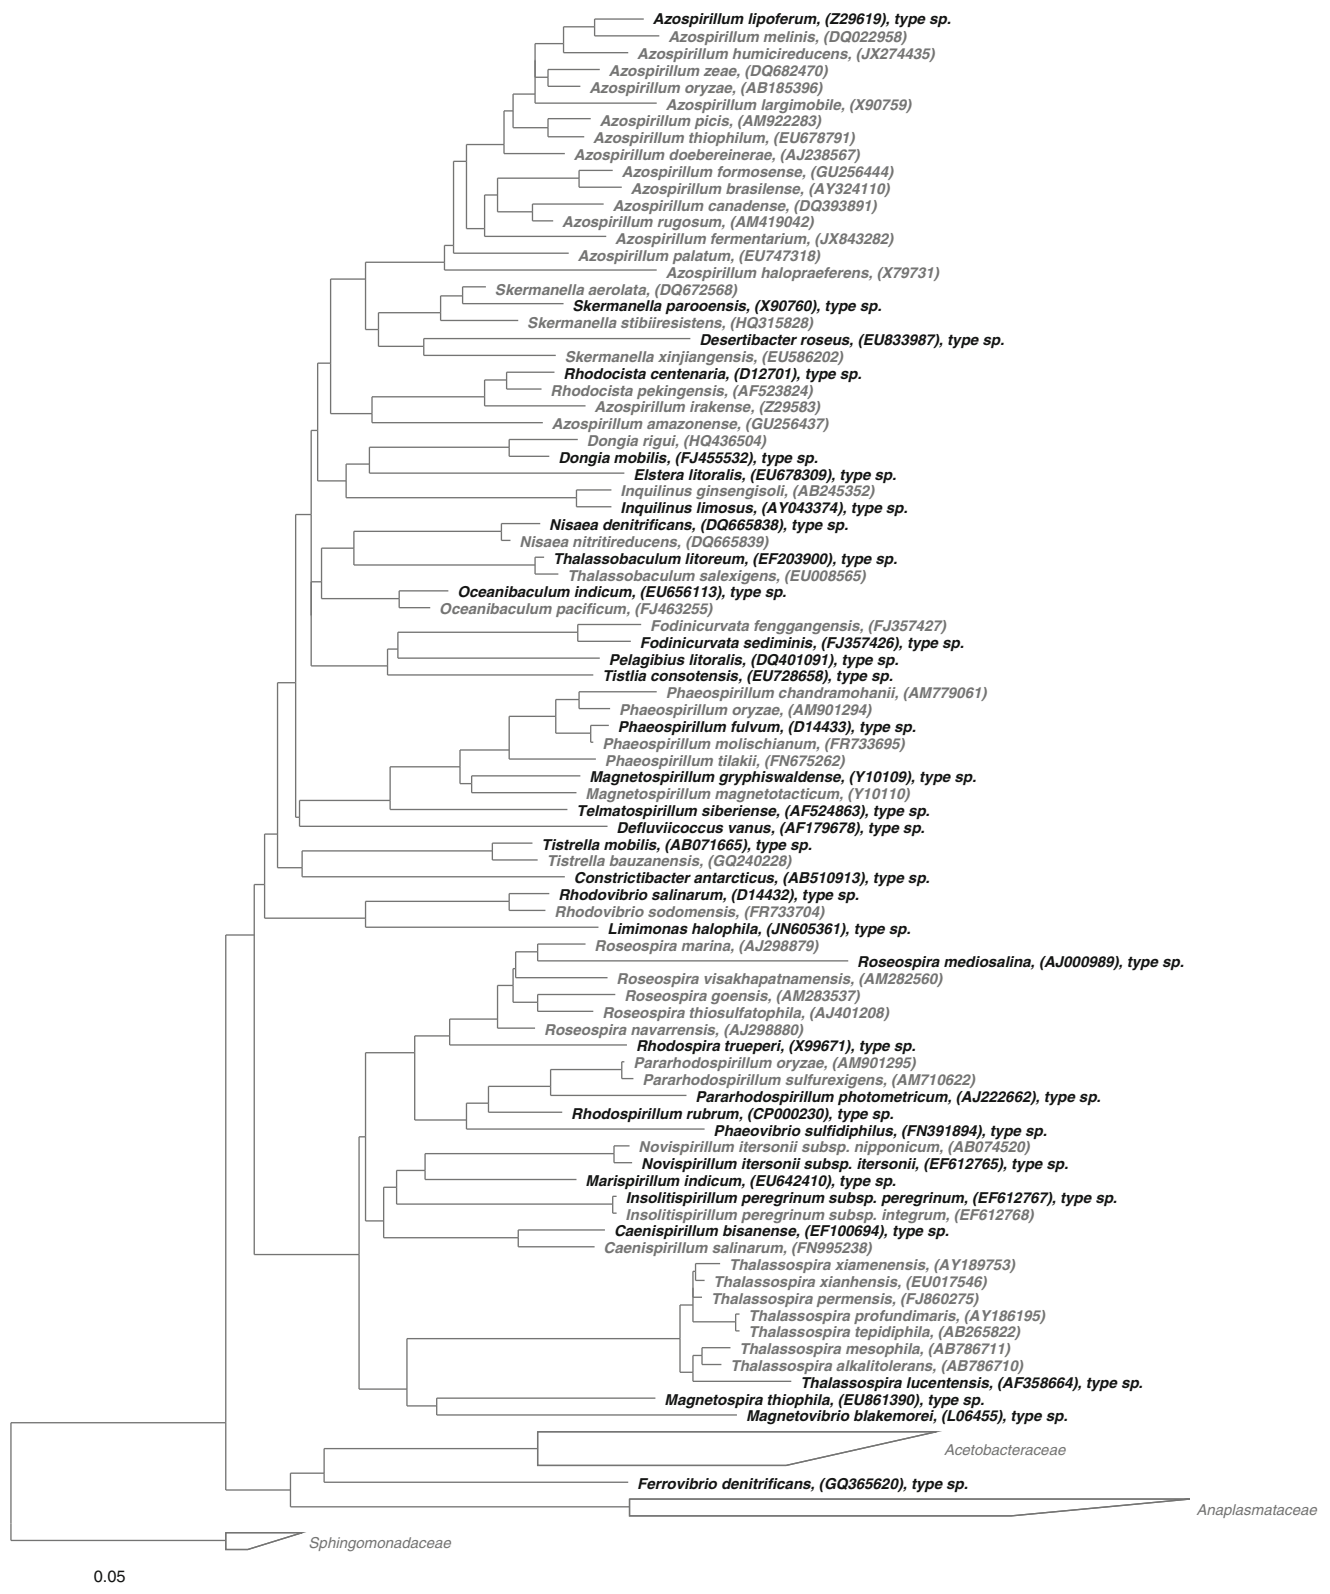 Azospirillum lipoferum, (Z29619), type sp.
Azospirillum melinis, (DQ022958)
Azospirillum humicireducens, (JX274435)
Azospirillum zeae, (DQ682470)
Azospirillum oryzae, (AB185396)
Azospirillum largimobile, (X90759)
Azospirillum picis, (AM922283)
Azospirillum thiophilum, (EU678791)
Azospirillum doebereinerae, (AJ238567)
Azospirillum formosense, (GU256444)
Azospirillum brasilense, (AY324110)
Azospirillum canadense, (DQ393891)
Azospirillum rugosum, (AM419042)
Azospirillum fermentarium, (JX843282)
Azospirillum palatum, (EU747318)
Azospirillum halopraeferens, (X79731)
Skermanella aerolata, (DQ672568)
Skermanella parooensis, (X90760), type sp.
Skermanella stibiiresistens, (HQ315828)
Desertibacter roseus, (EU833987), type sp.
Skermanella xinjiangensis, (EU586202)
Rhodocista centenaria, (D12701), type sp.
Rhodocista pekingensis, (AF523824)
Azospirillum irakense, (Z29583)
Azospirillum amazonense, (GU256437)
Dongia rigui, (HQ436504)
Dongia mobilis, (FJ455532), type sp.
Elstera litoralis, (EU678309), type sp.
Inquilinus ginsengisoli, (AB245352)
Inquilinus limosus, (AY043374), type sp.
Nisaea denitrificans, (DQ665838), type sp.
Nisaea nitritireducens, (DQ665839)
Thalassobaculum litoreum, (EF203900), type sp.
Thalassobaculum salexigens, (EU008565)
Oceanibaculum indicum, (EU656113), type sp.
Oceanibaculum pacificum, (FJ463255)
Fodinicurvata fenggangensis, (FJ357427)
Fodinicurvata sediminis, (FJ357426), type sp.
Pelagibius litoralis, (DQ401091), type sp.
Tistlia consotensis, (EU728658), type sp.
Phaeospirillum chandramohanii, (AM779061)
Phaeospirillum oryzae, (AM901294)
Phaeospirillum fulvum, (D14433), type sp.
Phaeospirillum molischianum, (FR733695)
Phaeospirillum tilakii, (FN675262)
Magnetospirillum gryphiswaldense, (Y10109), type sp.
Magnetospirillum magnetotacticum, (Y10110)
Telmatospirillum siberiense, (AF524863), type sp.
Defluviicoccus vanus, (AF179678), type sp.
Tistrella mobilis, (AB071665), type sp.
Tistrella bauzanensis, (GQ240228)
Constrictibacter antarcticus, (AB510913), type sp.
Rhodovibrio salinarum, (D14432), type sp.
Rhodovibrio sodomensis, (FR733704)
Limimonas halophila, (JN605361), type sp.
Roseospira marina, (AJ298879)
Roseospira mediosalina, (AJ000989), type sp.
Roseospira visakhapatnamensis, (AM282560)
Roseospira goensis, (AM283537)
Roseospira thiosulfatophila, (AJ401208)
Roseospira navarrensis, (AJ298880)
Rhodospira trueperi, (X99671), type sp.
Pararhodospirillum oryzae, (AM901295)
Pararhodospirillum sulfurexigens, (AM710622)
Pararhodospirillum photometricum, (AJ222662), type sp.
Rhodospirillum rubrum, (CP000230), type sp.
Phaeovibrio sulfidiphilus, (FN391894), type sp.
Novispirillum itersonii subsp. nipponicum, (AB074520)
Novispirillum itersonii subsp. itersonii, (EF612765), type sp.
Marispirillum indicum, (EU642410), type sp.
Insolitispirillum peregrinum subsp. peregrinum, (EF612767), type sp.
Insolitispirillum peregrinum subsp. integrum, (EF612768)
Caenispirillum bisanense, (EF100694), type sp.
Caenispirillum salinarum, (FN995238)
Thalassospira xiamenensis, (AY189753)
Thalassospira xianhensis, (EU017546)
Thalassospira permensis, (FJ860275)
Thalassospira profundimaris, (AY186195)
Thalassospira tepidiphila, (AB265822)
Thalassospira mesophila, (AB786711)
Thalassospira alkalitolerans, (AB786710)
Thalassospira lucentensis, (AF358664), type sp.
Magnetospira thiophila, (EU861390), type sp.
Magnetovibrio blakemorei, (L06455), type sp.
Acetobacteraceae
Ferrovibrio denitrificans, (GQ365620), type sp.
Anaplasmataceae
Sphingomonadaceae
0.05